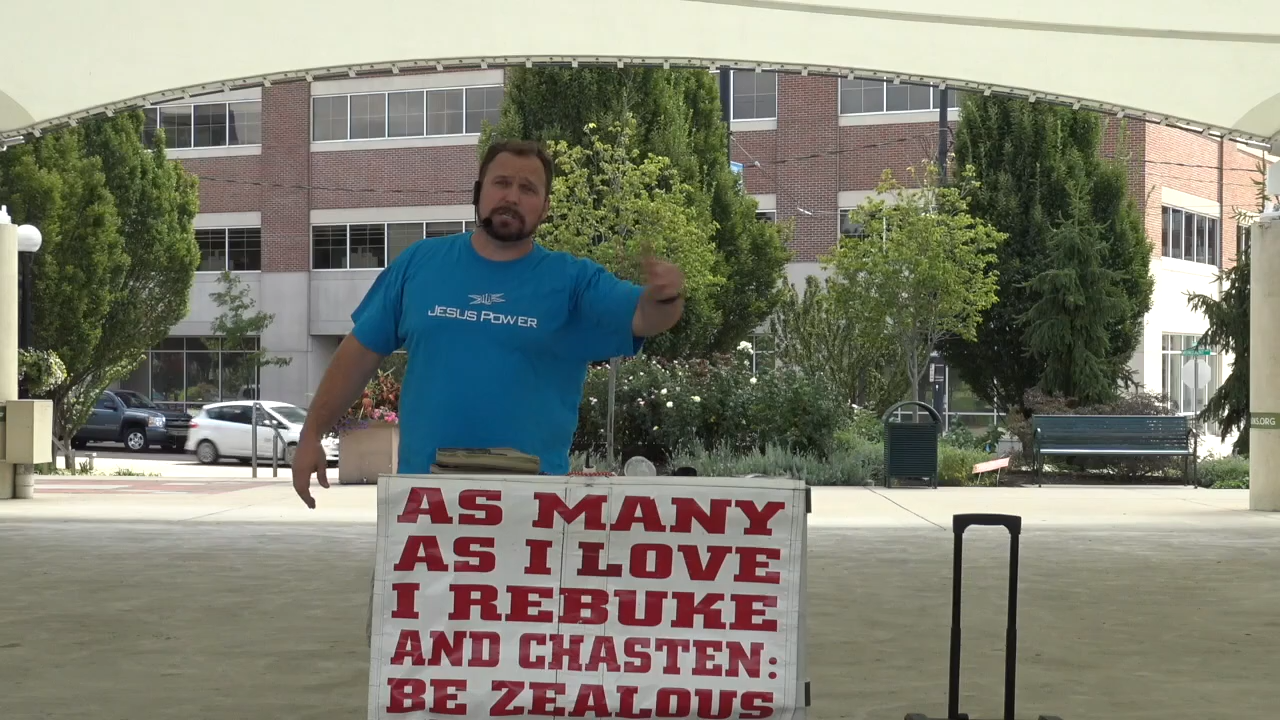 JESUS POWER
AS MANY
AS I LOVE
I REBUKE
AND CHASTEN:
BE ZEALOUS